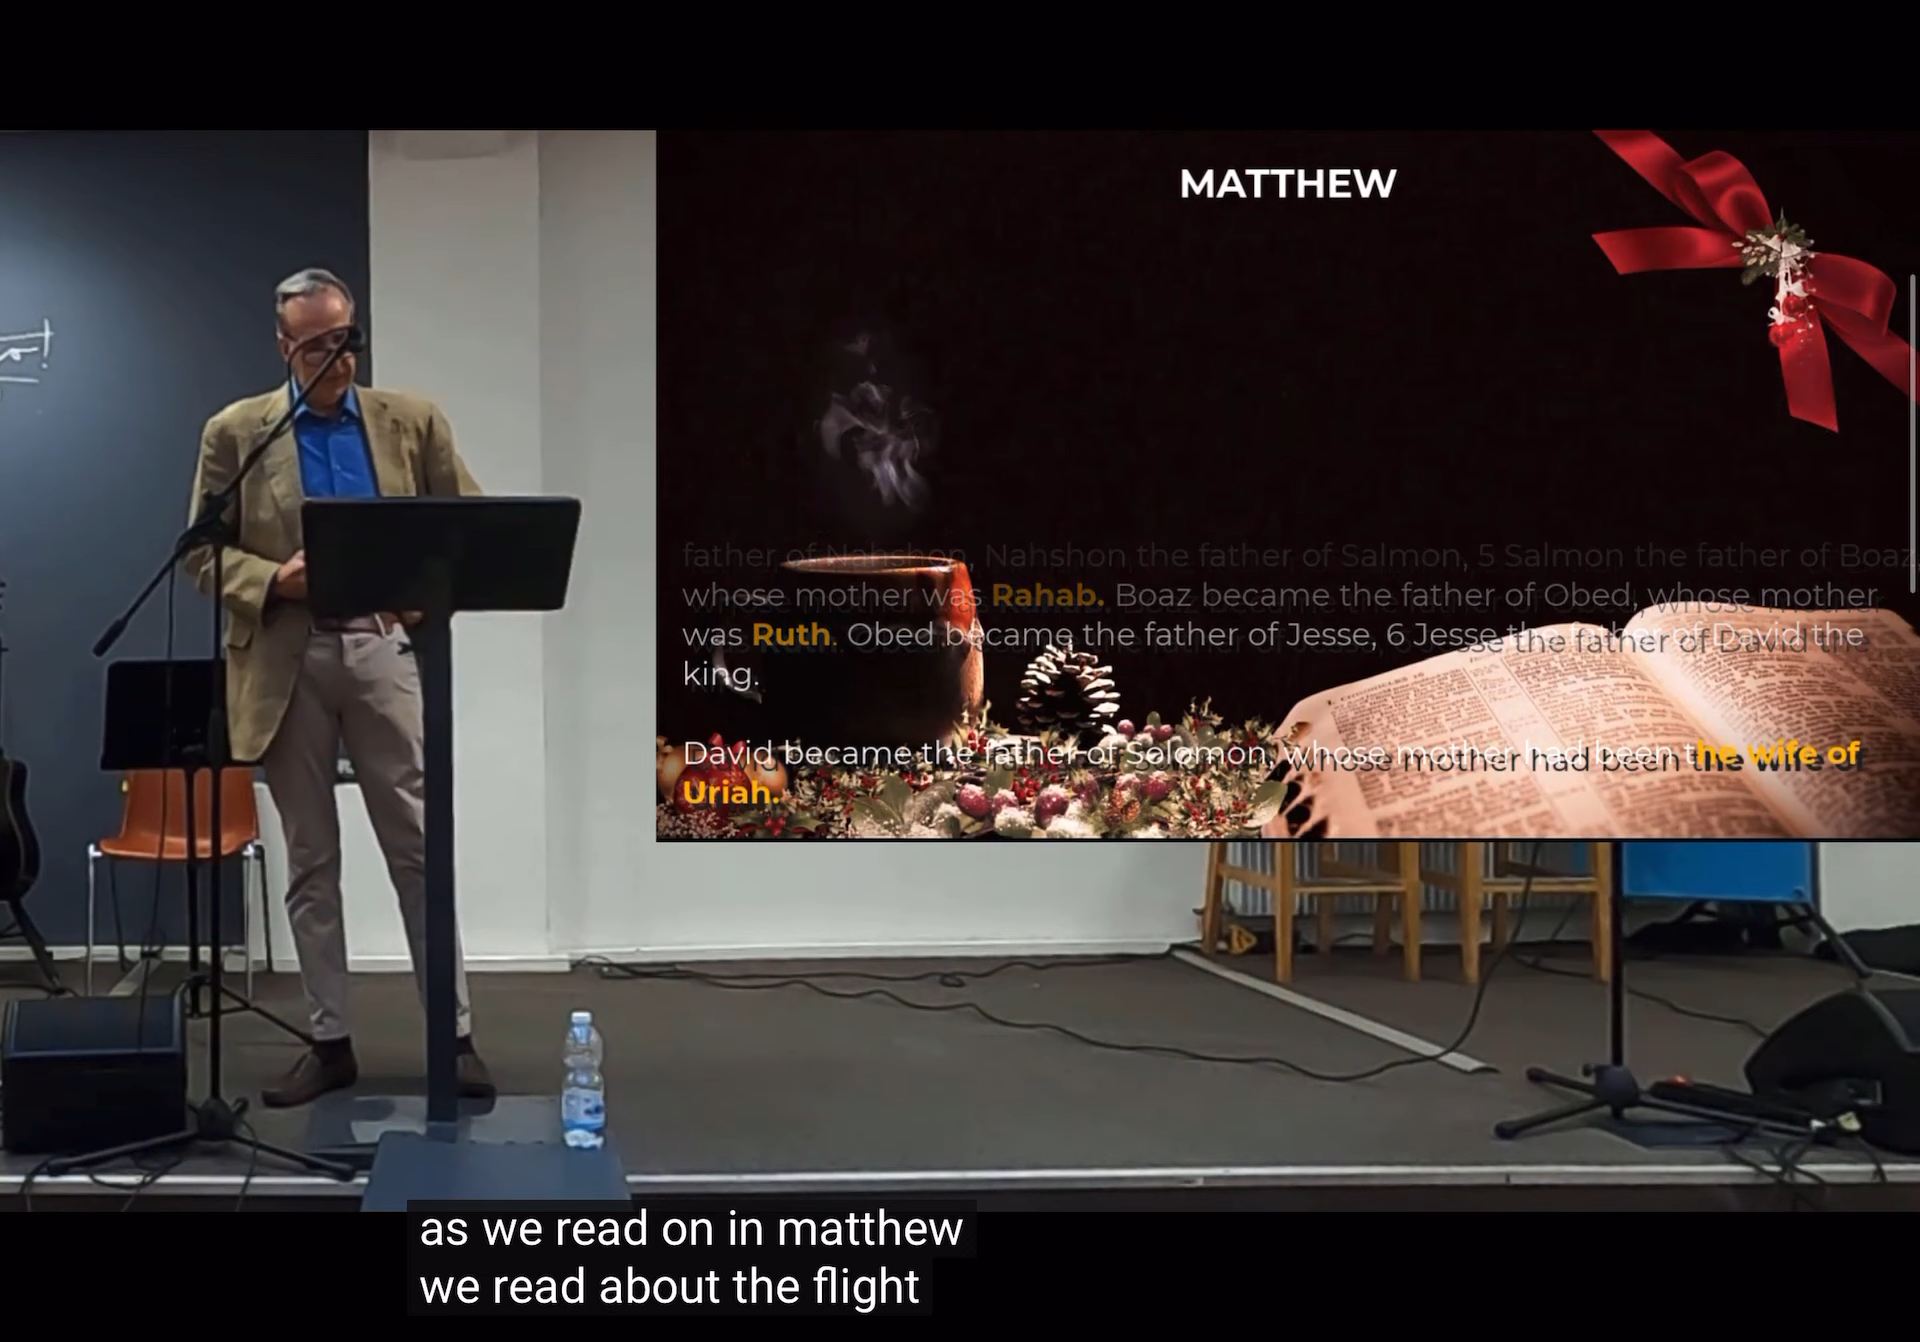 MATTHEW
father of Nahshon, Nahshon the father of Salmon, 5 Salmon the father of Boaz
whose mother was Rahab. Boaz became the father of Obed, whose mother
was Ruth. Obed became the father of Jesse, 6 Jesse the father of David the
king.
David became the father of Solomon, whose mother had been the wife of
Uriah.
as we read on in matthew
we read about the flight